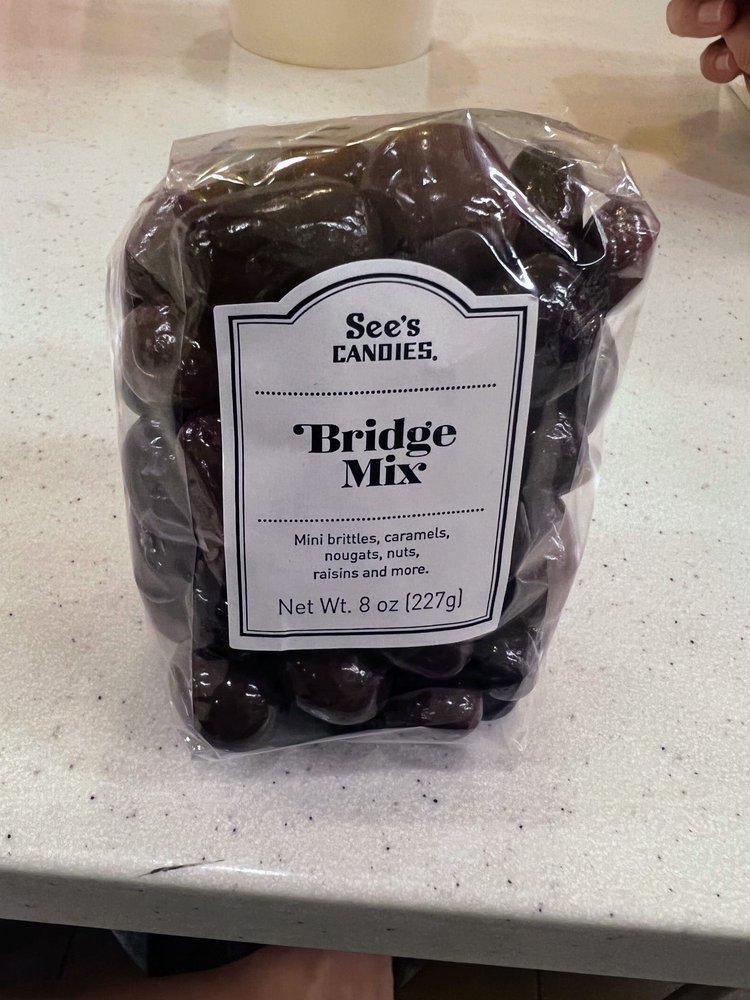 See's
CANDIES®
Bridge
Mix
Mini brittles, caramels,
nougats, nuts,
raisins and more.
Net Wt. 8 oz (227g)